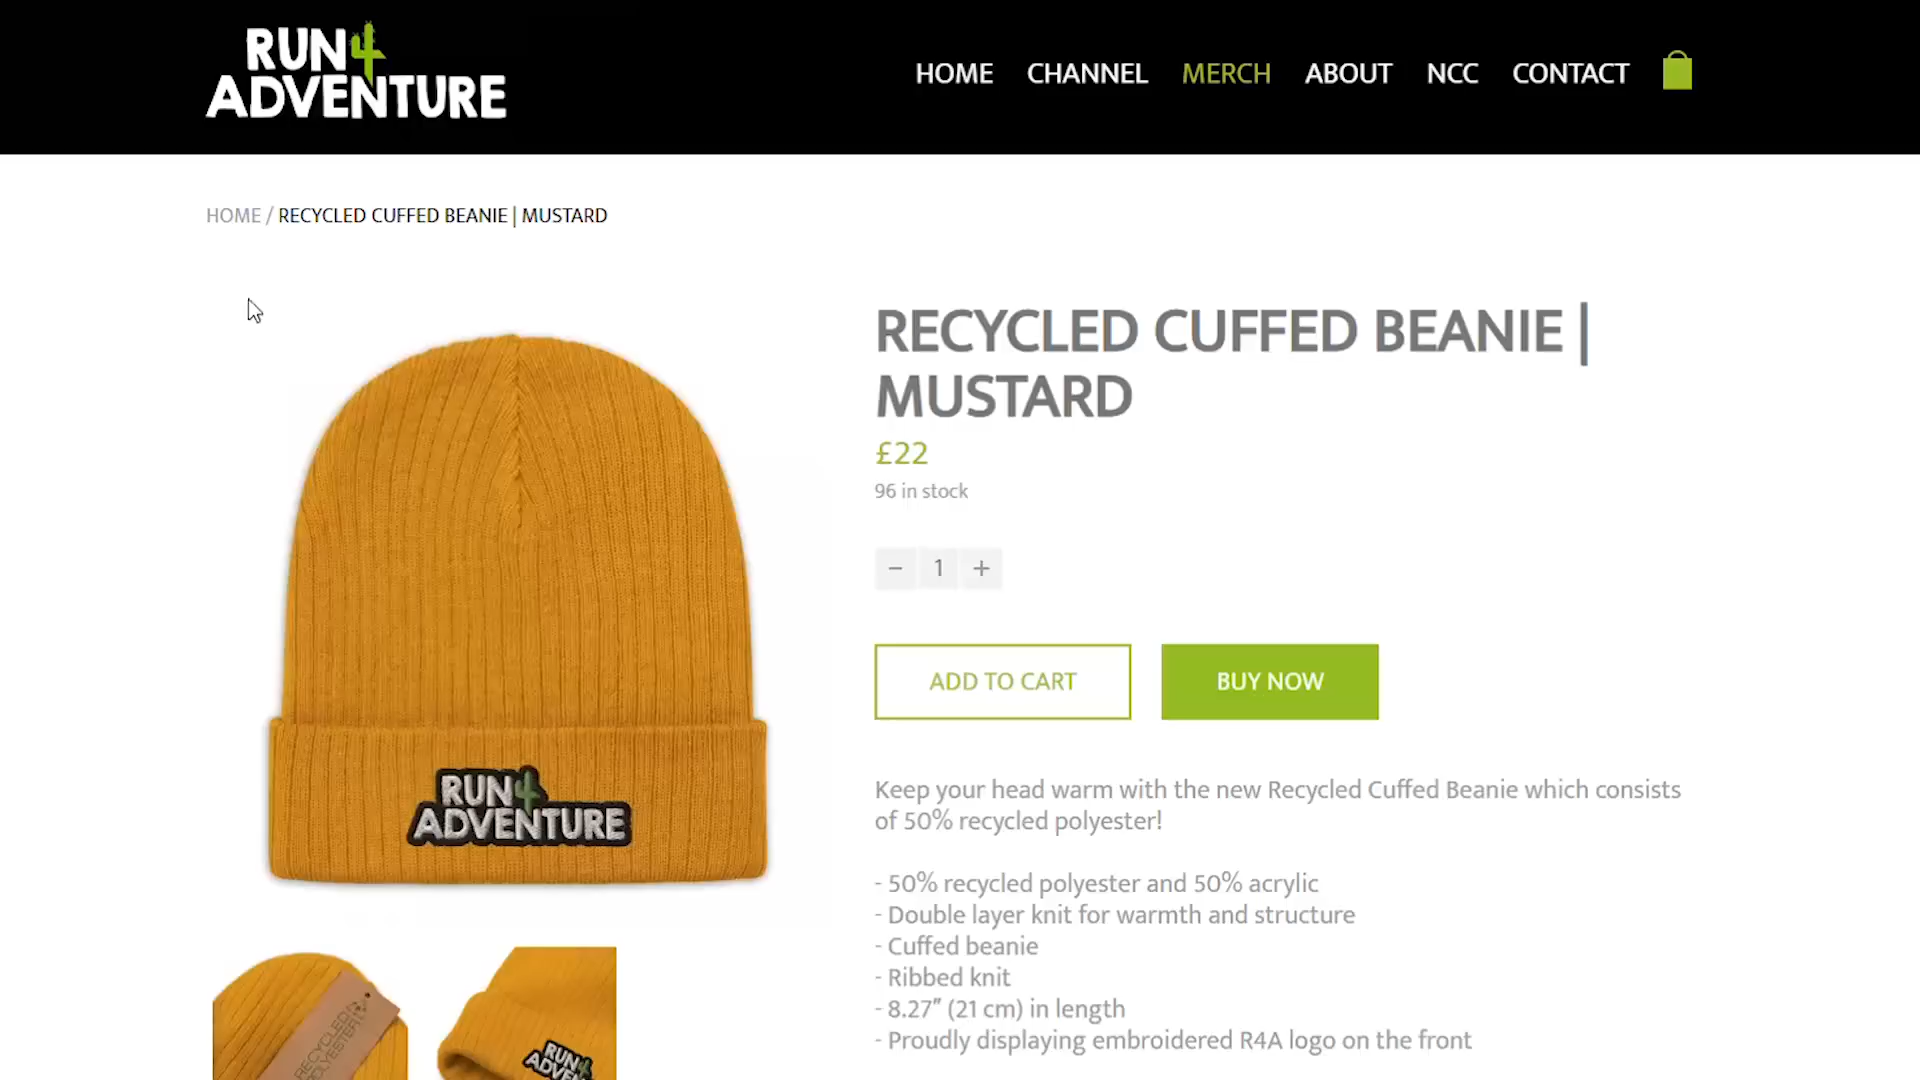 RUN4
ADVENTURE
HOME CHANNEL MERCH ABOUT NCC CONTACT
HOME / RECYCLED CUFFED BEANIE | MUSTARD
RECYCLED CUFFED BEANIE |
MUSTARD
£22
96 in stock
− 1 +
ADD TO CART BUY NOW
RUN4
ADVENTURE
Keep your head warm with the new Recycled Cuffed Beanie which consists
of 50% recycled polyester!
- 50% recycled polyester and 50% acrylic
- Double layer knit for warmth and structure
- Cuffed beanie
- Ribbed knit
- 8.27″ (21 cm) in length
- Proudly displaying embroidered R4A logo on the front
RECYCLED
RUN4